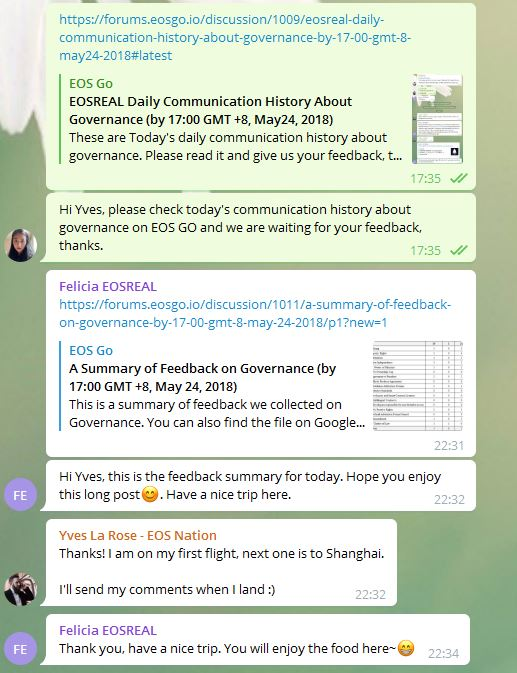 https://forums.eosgo.io/discussion/1009/eosreal-daily-
communication-history-about-governance-by-17-00-gmt-8-
may24-2018#latest
EOS Go
EOSREAL Daily Communication History About
Governance (by 17:00 GMT +8, May24, 2018)
These are Today's daily communication history about
governance. Please read it and give us your feedback, t...
17:35
Hi Yves, please check today's communication history about
governance on EOS GO and we are waiting for your feedback,
thanks.
17:35
Felicia EOSREAL
https://forums.eosgo.io/discussion/1011/a-summary-of-feedback-
on-governance-by-17-00-gmt-8-may-24-2018/p1?new=1
EOS Go
A Summary of Feedback on Governance (by
17:00 GMT +8, May 24, 2018)
This is a summary of feedback we collected on
Governance. You can also find the file on Google...
22:31
Hi Yves, this is the feedback summary for today. Hope you enjoy
this long post😊. Have a nice trip here.
22:32
FE
Yves La Rose - EOS Nation
Thanks! I am on my first flight, next one is to Shanghai.
I'll send my comments when I land :)
22:32
Felicia EOSREAL
Thank you, have a nice trip. You will enjoy the food here~😁
22:34
FE